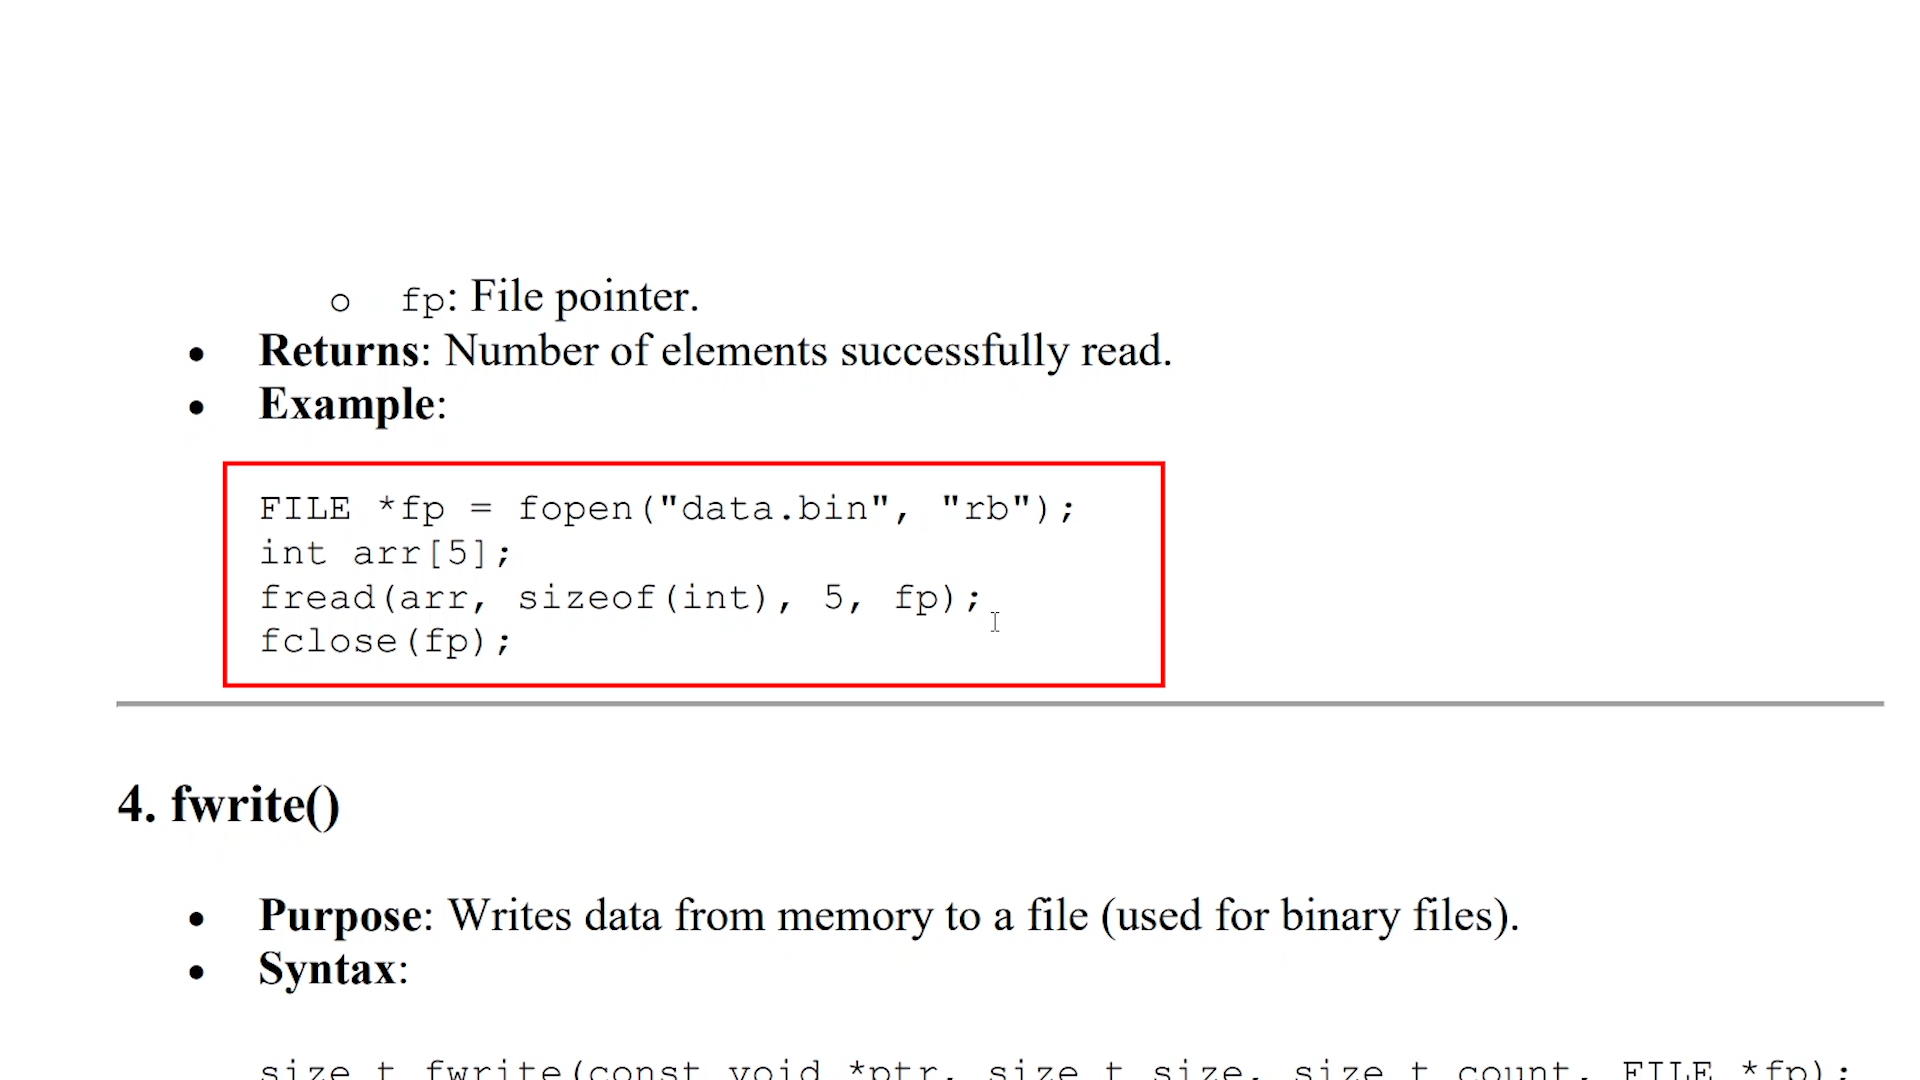 o fp: File pointer.
• Returns: Number of elements successfully read.
• Example:
FILE *fp = fopen("data.bin", "rb");
int arr[5];
fread(arr, sizeof(int), 5, fp);
fclose(fp);
4. fwrite()
• Purpose: Writes data from memory to a file (used for binary files).
• Syntax:
size_t fwrite(const void *ptr, size_t size, size_t count, FILE *fp);